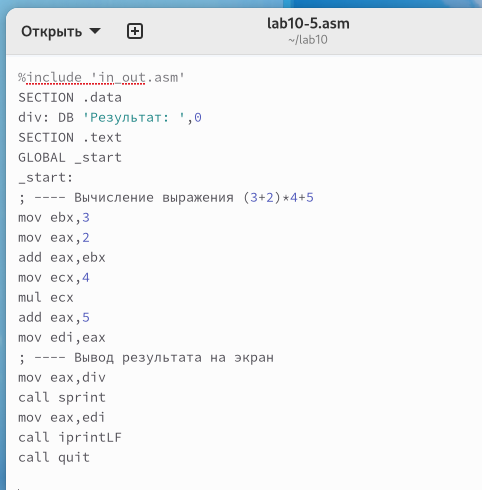 Открыть
lab10-5.asm
~/lab10
%include 'in_out.asm'
SECTION .data
div: DB 'Результат: ',0
SECTION .text
GLOBAL _start
_start:
; ---- Вычисление выражения (3+2)*4+5
mov ebx,3
mov eax,2
add eax,ebx
mov ecx,4
mul ecx
add eax,5
mov edi,eax
; ---- Вывод результата на экран
mov eax,div
call sprint
mov eax,edi
call iprintLF
call quit